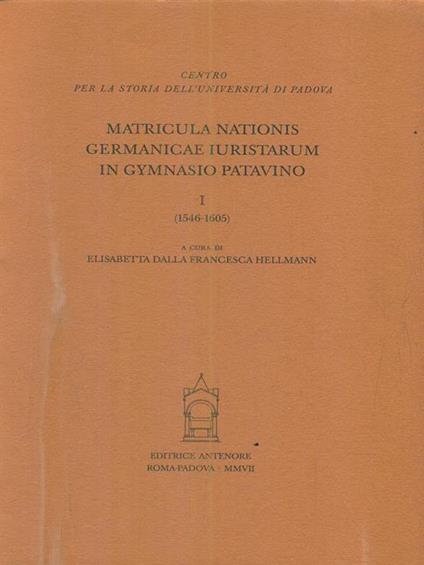 CENTRO
PER LA STORIA DELL'UNIVERSITÀ DI PADOVA
MATRICULA NATIONIS
GERMANICAE IURISTARUM
IN GYMNASIO PATAVINO
I
(1546-1605)
A CURA DI
ELISABETTA DALLA FRANCESCA HELLMANN
EDITRICE ANTENORE
ROMA-PADOVA · MMVII